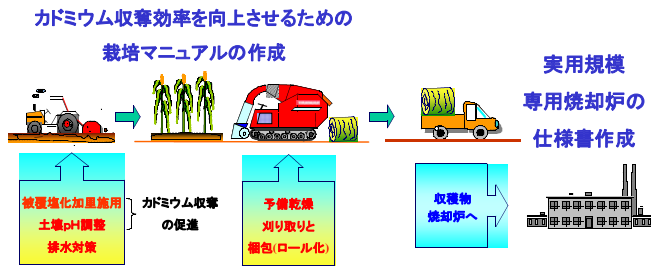 カドミウム収奪効率を向上させるための
栽培マニュアルの作成
実用規模
専用焼却炉の
仕様書作成
被覆塩化加里施用
土壌pH調整
排水対策
カドミウム収奪
の促進
予備乾燥
刈り取りと
梱包(ロール化)
収穫物
焼却炉へ